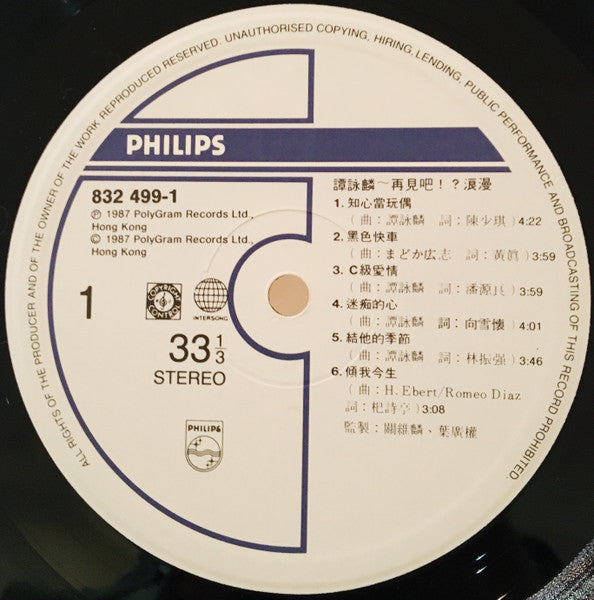 ALL RIGHTS OF THE PRODUCER AND OF THE OWNER OF THE WORK REPRODUCED RESERVED. UNAUTHORISED COPYING, HIRING, LENDING, PUBLIC PERFORMANCE AND BROADCASTING OF THIS RECORD PROHIBITED.
PHILIPS
832 499-1
Ⓟ 1987 PolyGram Records Ltd.,
Hong Kong
© 1987 PolyGram Records Ltd.,
Hong Kong
1
COPYRIGHT
CONTROL
INTERSONG
33 1/3
STEREO
PHILIPS
譚詠麟～再見吧！？浪漫
1. 知心當玩偶
（曲：譚詠麟 詞：陳少琪）4:22
2. 黑色快車
（曲：まどか広志 詞：黃眞）3:59
3. C級愛情
（曲：譚詠麟 詞：潘源良）3:59
4. 迷痴的心
（曲：譚詠麟 詞：向雪懷）4:01
5. 結他的季節
（曲：譚詠麟 詞：林振强）3:46
6. 傾我今生
（曲：H. Ebert/Romeo Diaz
詞：杞詩亭）3:08
監製：關維麟、葉廣權